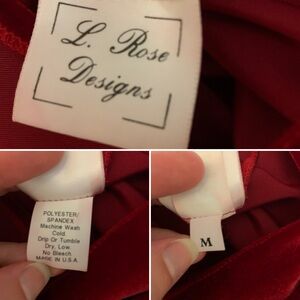 L. Rose
Designs
POLYESTER/
SPANDEX
Machine Wash
Cold.
Drip Or Tumble
Dry, Low.
No Bleach.
MADE IN U.S.A.
M